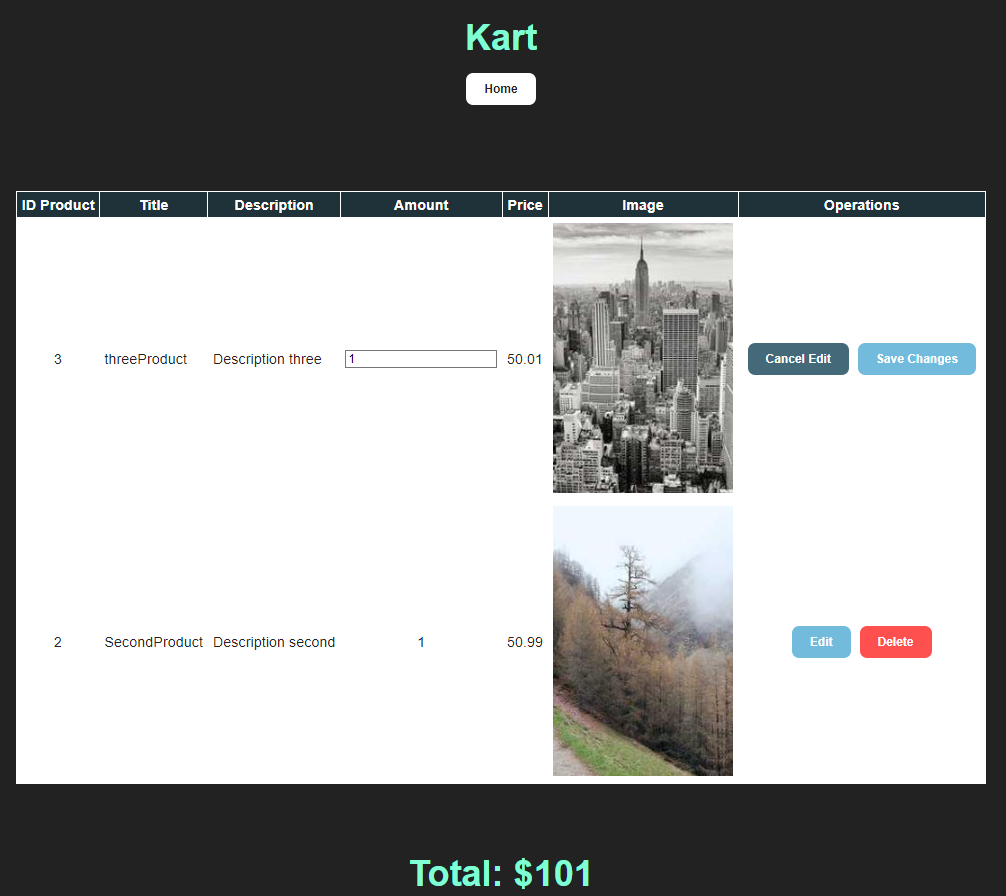 Kart
Home
ID Product Title Description Amount Price Image Operations
3 threeProduct Description three 1 50.01 Cancel Edit Save Changes
2 SecondProduct Description second 1 50.99 Edit Delete
Total: $101